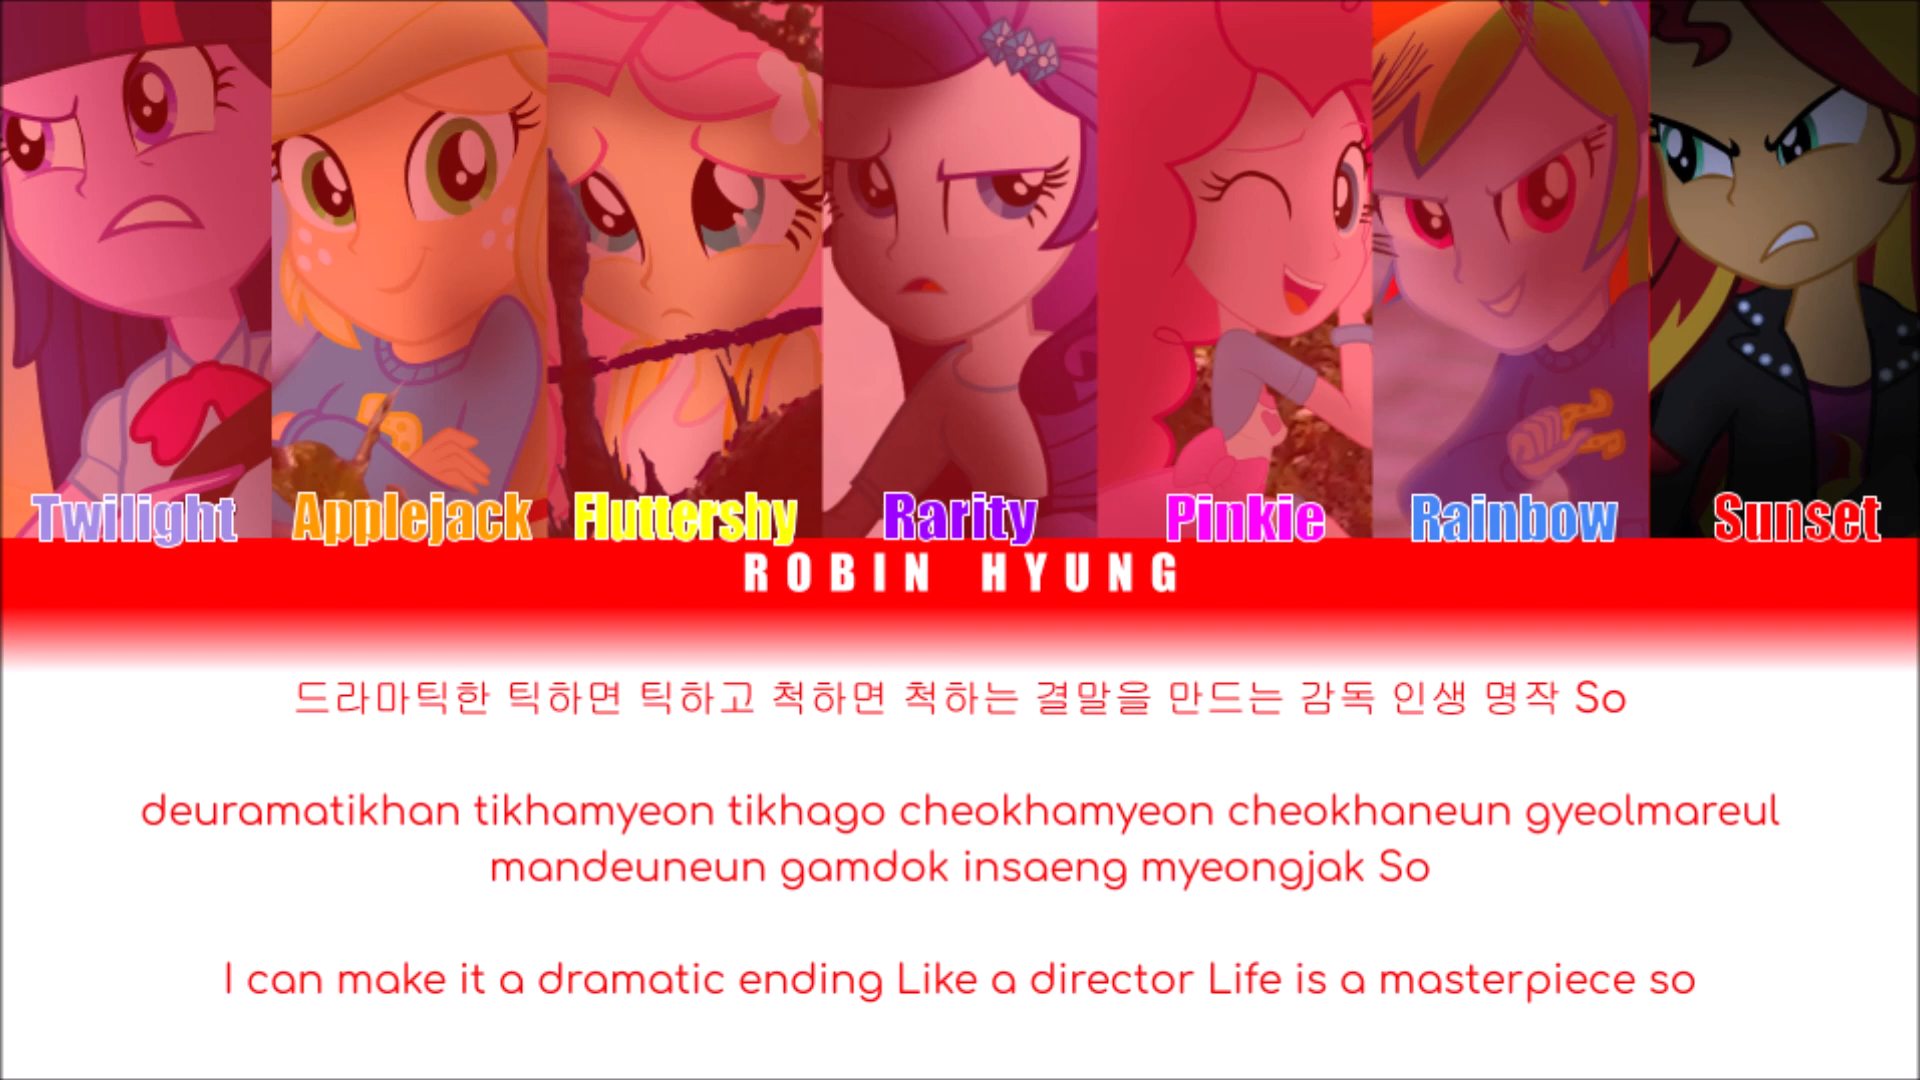 Twilight Applejack Fluttershy Rarity Pinkie Rainbow Sunset
ROBIN HYUNG
드라마틱한 틱하면 틱하고 척하면 척하는 결말을 만드는 감독 인생 명작 So
deuramatikhan tikhamyeon tikhago cheokhamyeon cheokhaneun gyeolmareul
mandeuneun gamdok insaeng myeongjak So
I can make it a dramatic ending Like a director Life is a masterpiece so